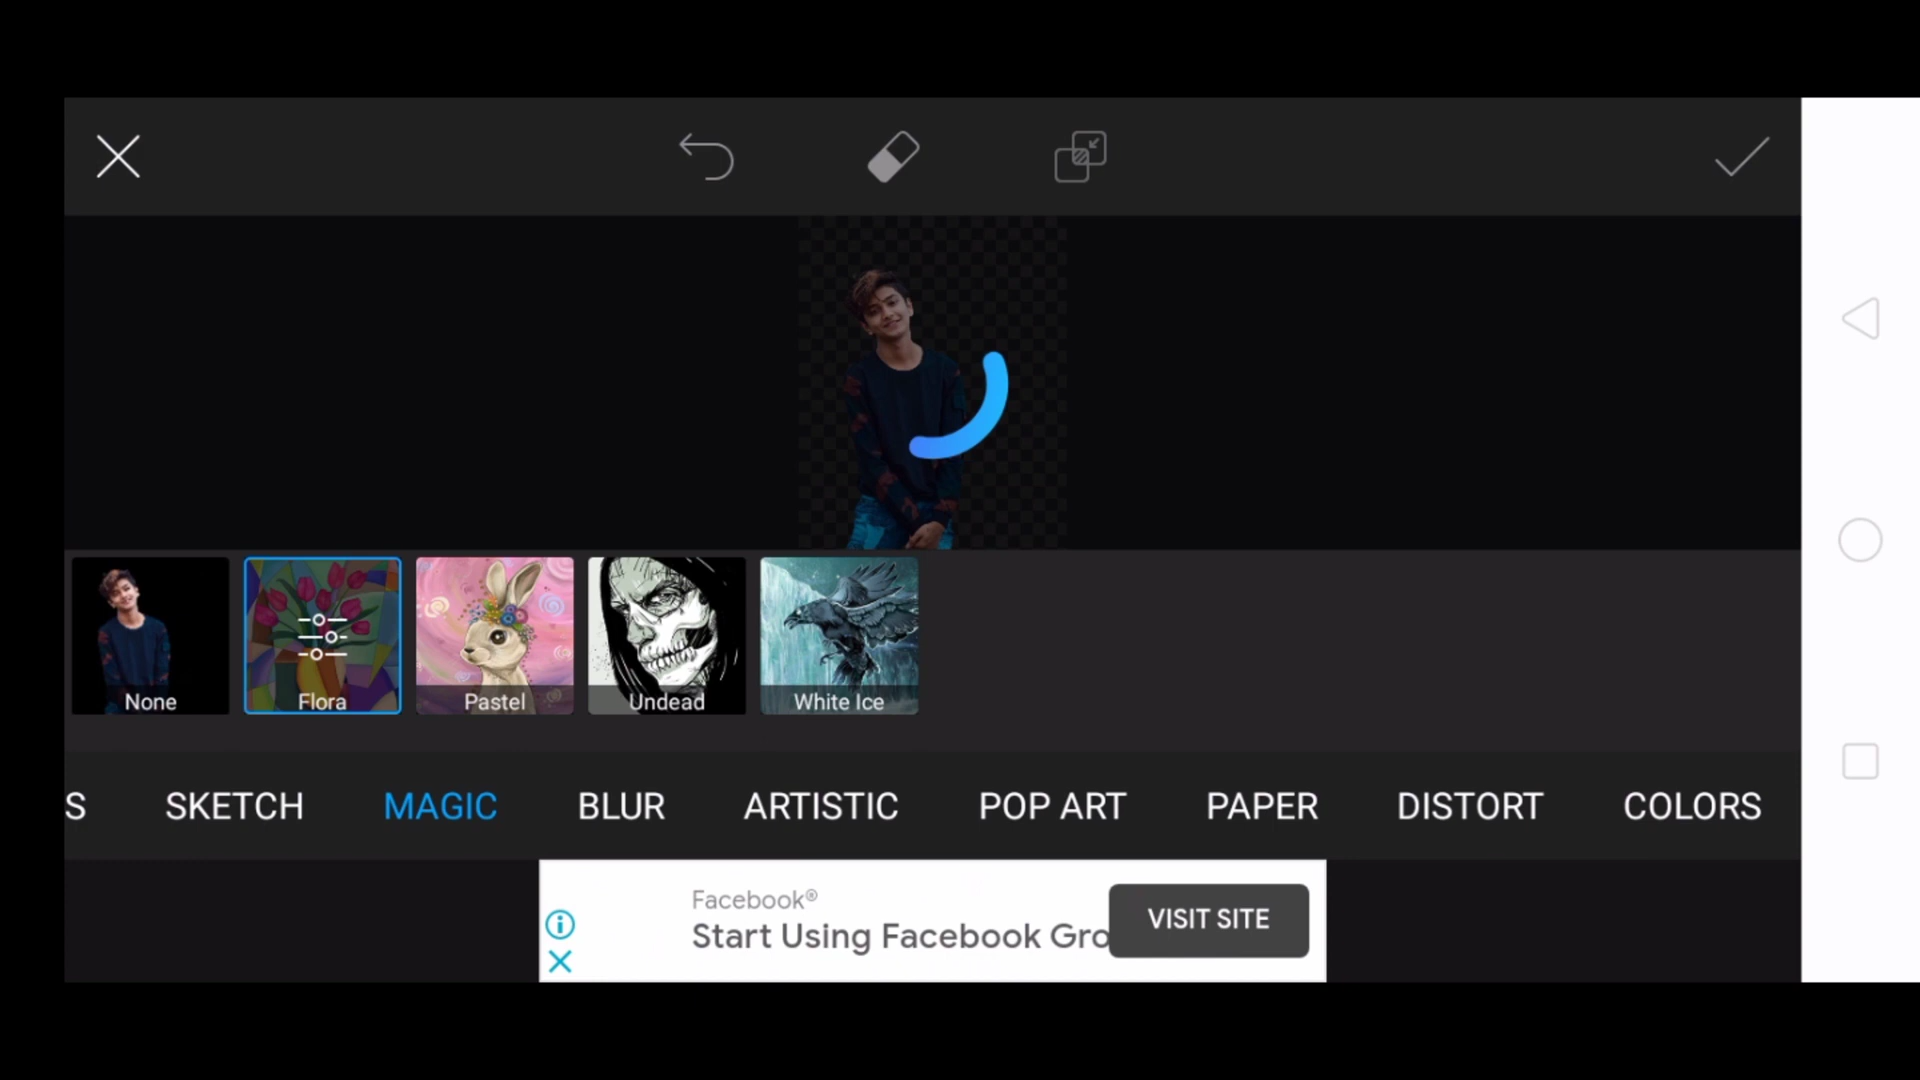 None
Flora
Pastel
Undead
White Ice
S SKETCH MAGIC BLUR ARTISTIC POP ART PAPER DISTORT COLORS
Facebook®
Start Using Facebook Gro
VISIT SITE